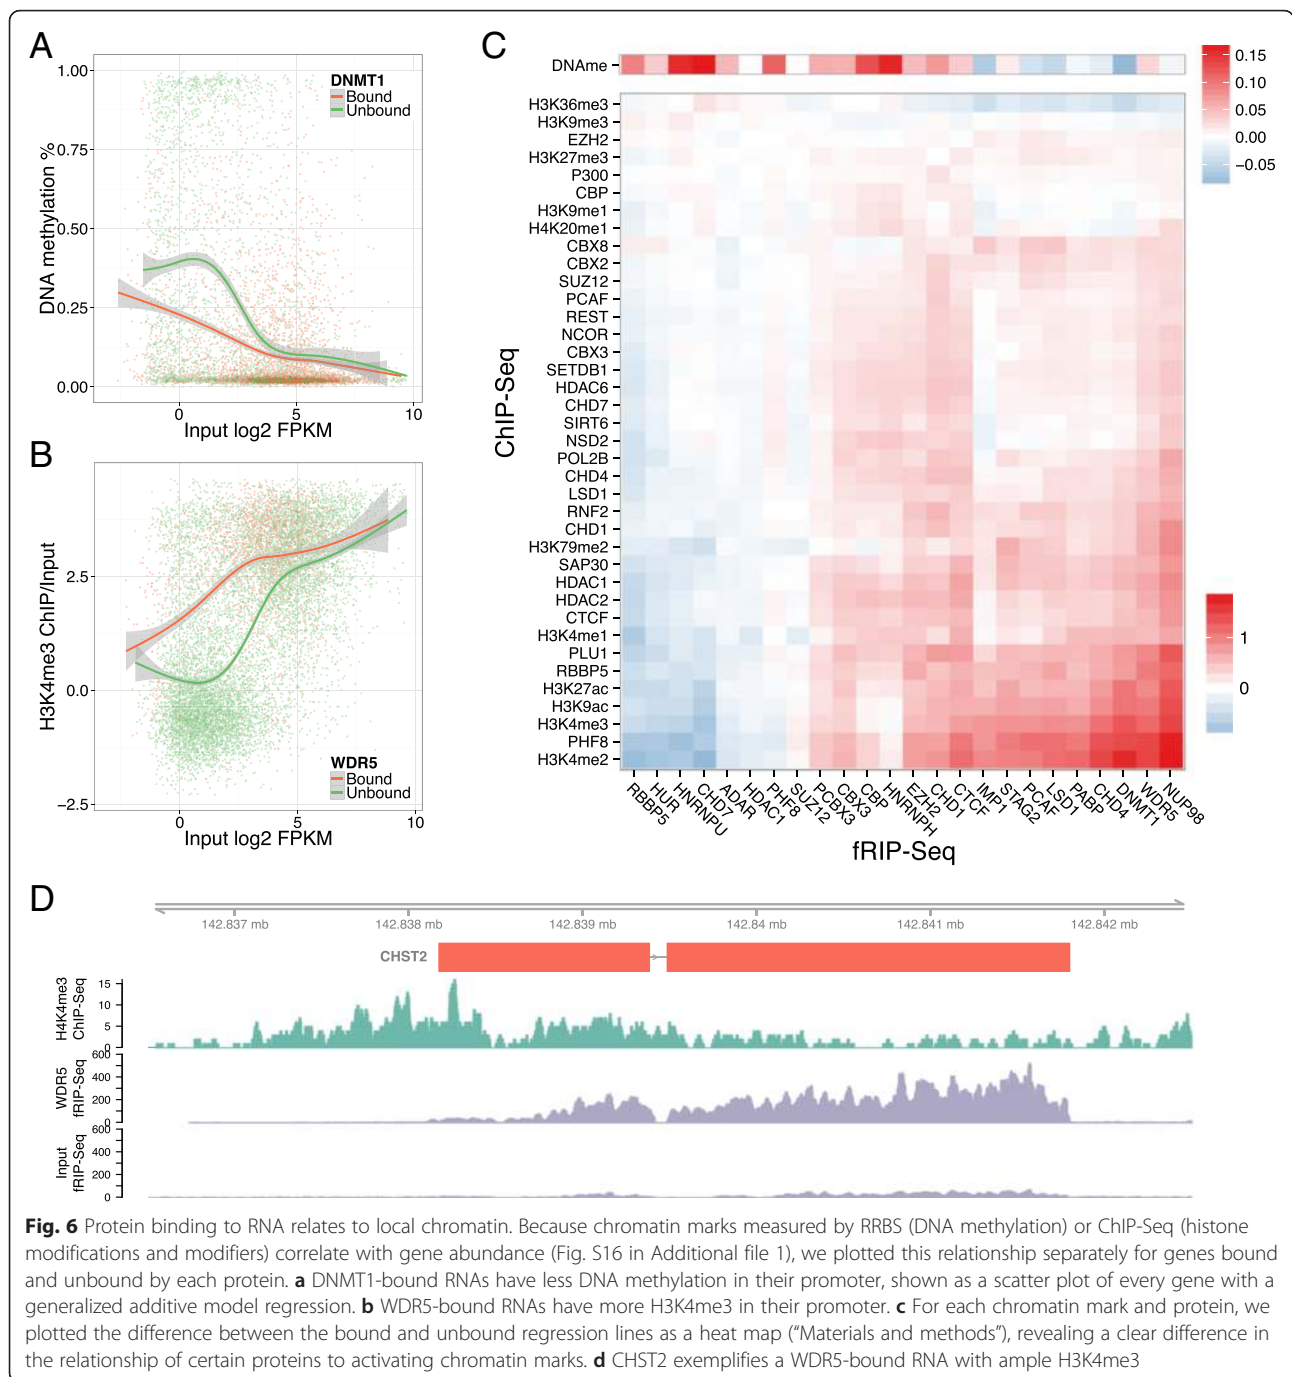 A
DNA methylation %
1.00
0.75
0.50
0.25
0.00
DNMT1
Bound
Unbound
0
5
10
Input log2 FPKM
B
H3K4me3 ChIP/Input
2.5
0.0
−2.5
WDR5
Bound
Unbound
0
5
10
Input log2 FPKM
C
DNAme
0.15
0.10
0.05
0.00
−0.05
ChIP-Seq
H3K36me3
H3K9me3
EZH2
H3K27me3
P300
CBP
H3K9me1
H4K20me1
CBX8
CBX2
SUZ12
PCAF
REST
NCOR
CBX3
SETDB1
HDAC6
CHD7
SIRT6
NSD2
POL2B
CHD4
LSD1
RNF2
CHD1
H3K79me2
SAP30
HDAC1
HDAC2
CTCF
H3K4me1
PLU1
RBBP5
H3K27ac
H3K9ac
H3K4me3
PHF8
H3K4me2
1
0
RBBP5
HUR
HNRNPU
CHD7
ADAR
HDAC1
PHF8
SUZ12
PCBX3
CBX3
CBP
HNRNPH
EZH2
CHD1
CTCF
IMP1
STAG2
PCAF
LSD1
PABP
CHD4
DNMT1
WDR5
NUP98
fRIP-Seq
D
142.837 mb
142.838 mb
142.839 mb
142.84 mb
142.841 mb
142.842 mb
CHST2
H4K4me3
ChIP-Seq
15
10
5
0
WDR5
fRIP-Seq
600
400
200
0
Input
fRIP-Seq
600
400
200
0
Fig. 6 Protein binding to RNA relates to local chromatin. Because chromatin marks measured by RRBS (DNA methylation) or ChIP-Seq (histone
modifications and modifiers) correlate with gene abundance (Fig. S16 in Additional file 1), we plotted this relationship separately for genes bound
and unbound by each protein. a DNMT1-bound RNAs have less DNA methylation in their promoter, shown as a scatter plot of every gene with a
generalized additive model regression. b WDR5-bound RNAs have more H3K4me3 in their promoter. c For each chromatin mark and protein, we
plotted the difference between the bound and unbound regression lines as a heat map (“Materials and methods”), revealing a clear difference in
the relationship of certain proteins to activating chromatin marks. d CHST2 exemplifies a WDR5-bound RNA with ample H3K4me3